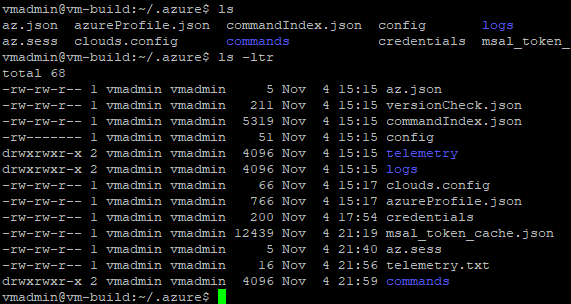 vmadmin@vm-build:~/.azure$ ls
az.json azureProfile.json commandIndex.json config logs
az.sess clouds.config commands credentials msal_token_
vmadmin@vm-build:~/.azure$ ls -ltr
total 68
-rw-rw-r-- 1 vmadmin vmadmin 5 Nov 4 15:15 az.json
-rw-rw-r-- 1 vmadmin vmadmin 211 Nov 4 15:15 versionCheck.json
-rw-rw-r-- 1 vmadmin vmadmin 5319 Nov 4 15:15 commandIndex.json
-rw------- 1 vmadmin vmadmin 51 Nov 4 15:15 config
drwxrwxr-x 2 vmadmin vmadmin 4096 Nov 4 15:15 telemetry
drwxrwxr-x 2 vmadmin vmadmin 4096 Nov 4 15:15 logs
-rw-rw-r-- 1 vmadmin vmadmin 66 Nov 4 15:17 clouds.config
-rw-rw-r-- 1 vmadmin vmadmin 766 Nov 4 15:17 azureProfile.json
-rw-rw-r-- 1 vmadmin vmadmin 200 Nov 4 17:54 credentials
-rw-rw-r-- 1 vmadmin vmadmin 12439 Nov 4 21:19 msal_token_cache.json
-rw-rw-r-- 1 vmadmin vmadmin 5 Nov 4 21:40 az.sess
-rw-rw-r-- 1 vmadmin vmadmin 16 Nov 4 21:56 telemetry.txt
drwxrwxr-x 2 vmadmin vmadmin 4096 Nov 4 21:59 commands
vmadmin@vm-build:~/.azure$